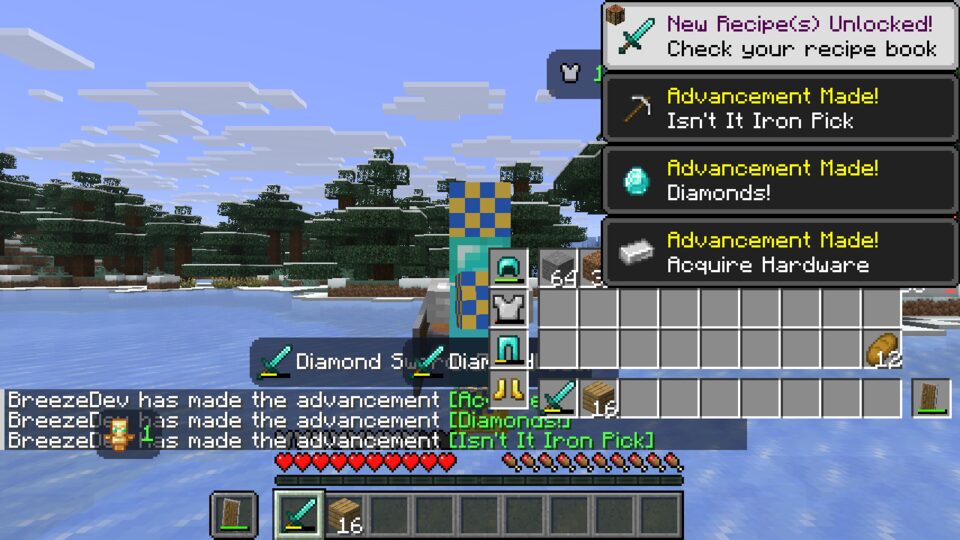 New Recipe(s) Unlocked!
Check your recipe book
1
Advancement Made!
Isn't It Iron Pick
Advancement Made!
Diamonds!
Advancement Made!
Acquire Hardware
64
12
Diamond
BreezeDev has made the advancement
16
BreezeDev has made the advancement [Diamonds!]
has made the advancement [Isn't It Iron Pick]
1
16